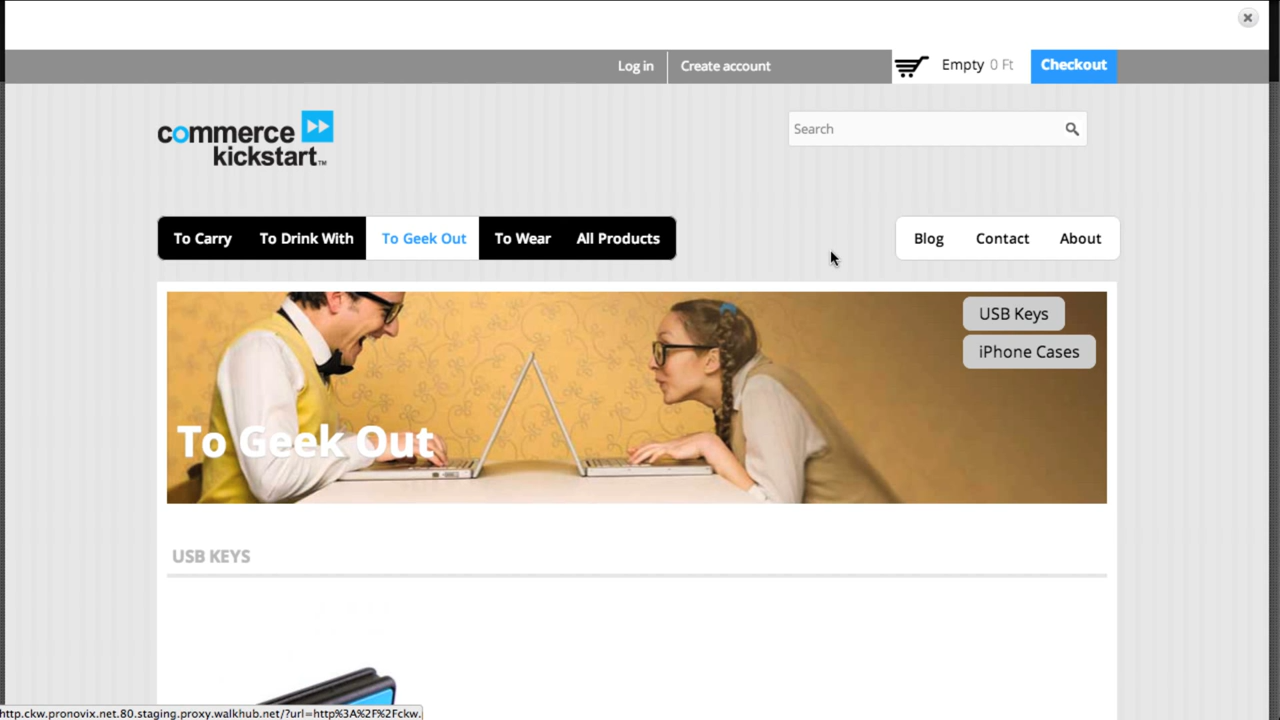 Log in
Create account
Empty 0 Ft
Checkout
commerce
kickstart™
Search
To Carry
To Drink With
To Geek Out
To Wear
All Products
Blog
Contact
About
USB Keys
iPhone Cases
To Geek Out
USB KEYS
http.ckw.pronovix.net.80.staging.proxy.walkhub.net/?url=http%3A%2F%2Fckw.